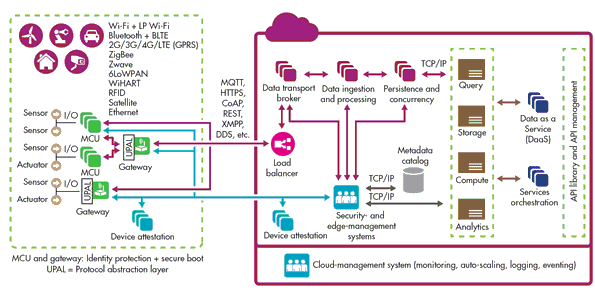 Wi-Fi + LP Wi-Fi
Bluetooth + BLTE
2G/3G/4G/LTE (GPRS)
ZigBee
Zwave
6LoWPAN
WiHART
RFID
Satellite
Ethernet
Sensor
I/O
Sensor
MCU
UPAL
Gateway
Sensor
I/O
Actuator
MCU
Sensor
I/O
Actuator
UPAL
Gateway
Device attestation
MCU and gateway: Identity protection + secure boot
UPAL = Protocol abstraction layer
MQTT,
HTTPS,
CoAP,
REST,
XMPP,
DDS, etc.
Load
balancer
Data transport
broker
Data ingestion
and processing
Persistence and
concurrency
TCP/IP
Query
Storage
Compute
Analytics
Data as a
Service
(DaaS)
Services
orchestration
API library and API management
Metadata
catalog
TCP/IP
TCP/IP
Security- and
edge-management
systems
Device attestation
Cloud-management system (monitoring, auto-scaling, logging, eventing)